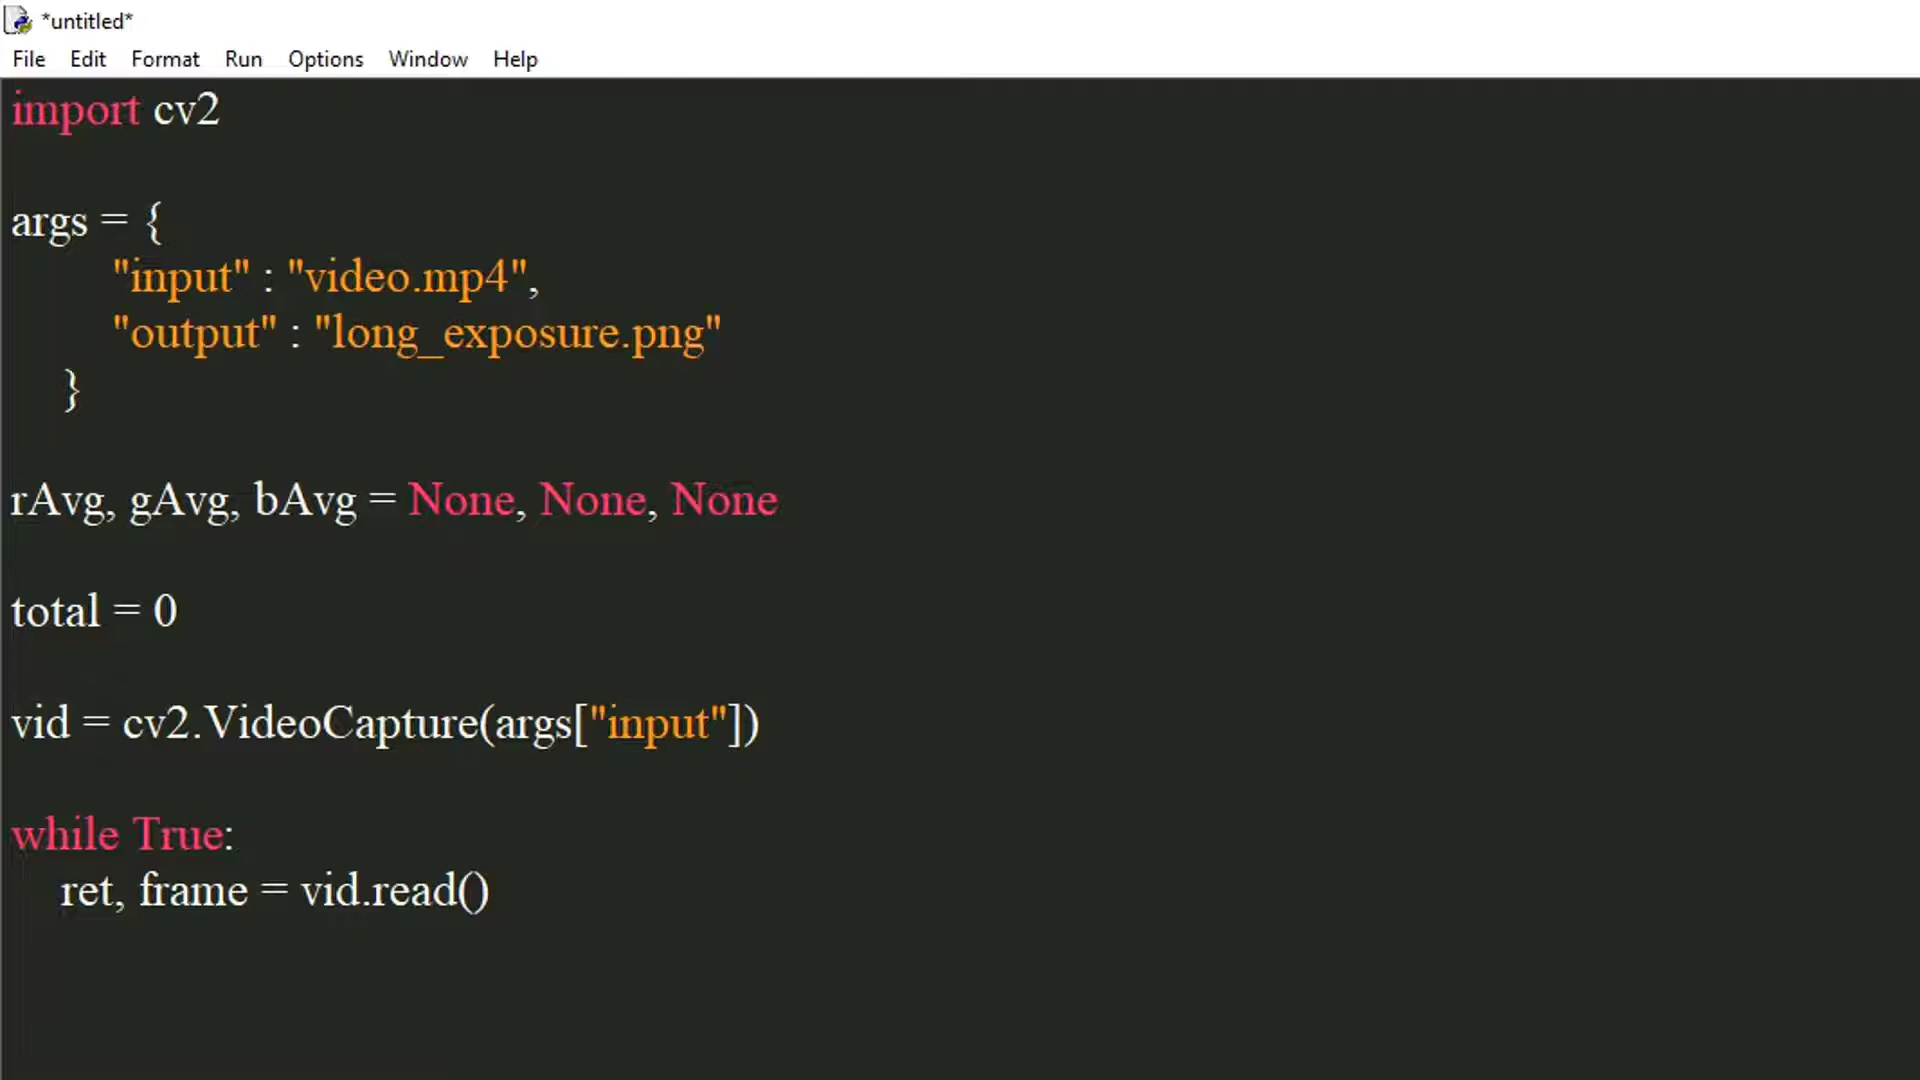 *untitled*
File Edit Format Run Options Window Help
import cv2
args = {
"input" : "video.mp4",
"output" : "long_exposure.png"
}
rAvg, gAvg, bAvg = None, None, None
total = 0
vid = cv2.VideoCapture(args["input"])
while True:
ret, frame = vid.read()